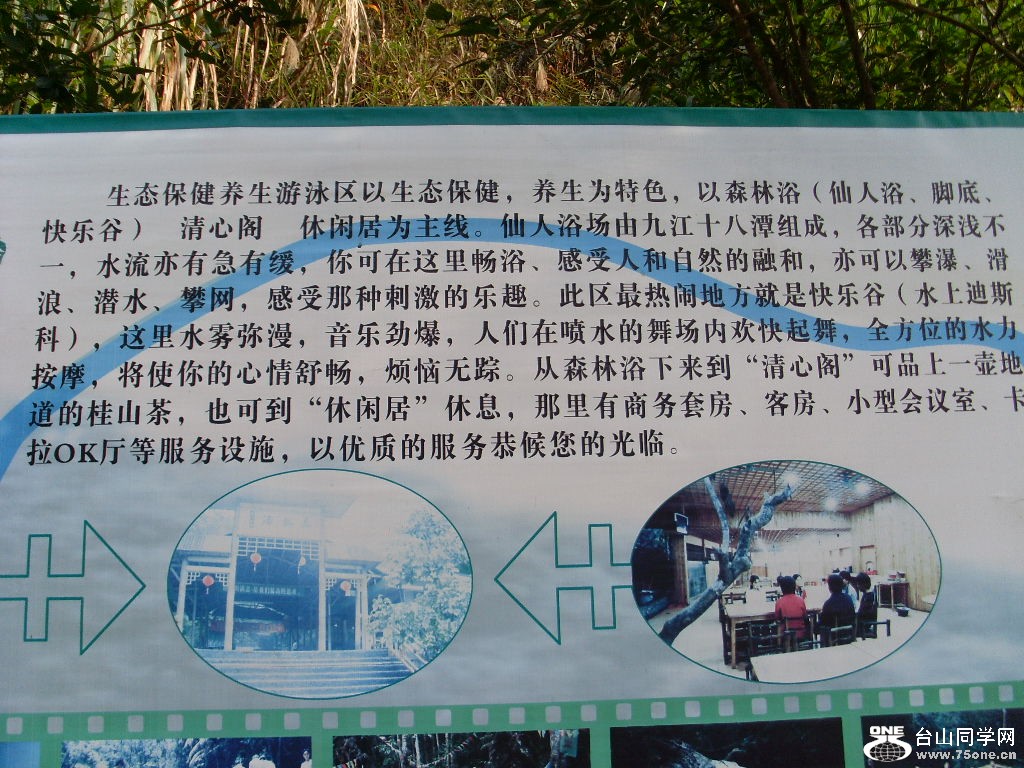 生态保健养生游泳区以生态保健，养生为特色，以森林浴（仙人浴、脚底、
快乐谷）　清心阁　休闲居为主线。仙人浴场由九江十八潭组成，各部分深浅不
一，水流亦有急有缓，你可在这里畅浴、感受人和自然的融和，亦可以攀瀑、滑
浪、潜水、攀网，感受那种刺激的乐趣。此区最热闹地方就是快乐谷（水上迪斯
科），这里水雾弥漫，音乐劲爆，人们在喷水的舞场内欢快起舞，全方位的水力
按摩，将使你的心情舒畅，烦恼无踪。从森林浴下来到“清心阁”可品上一壶地
道的桂山茶，也可到“休闲居”休息，那里有商务套房、客房、小型会议室、卡
拉OK厅等服务设施，以优质的服务恭候您的光临。
ONE
台山同学网
www.75one.cn